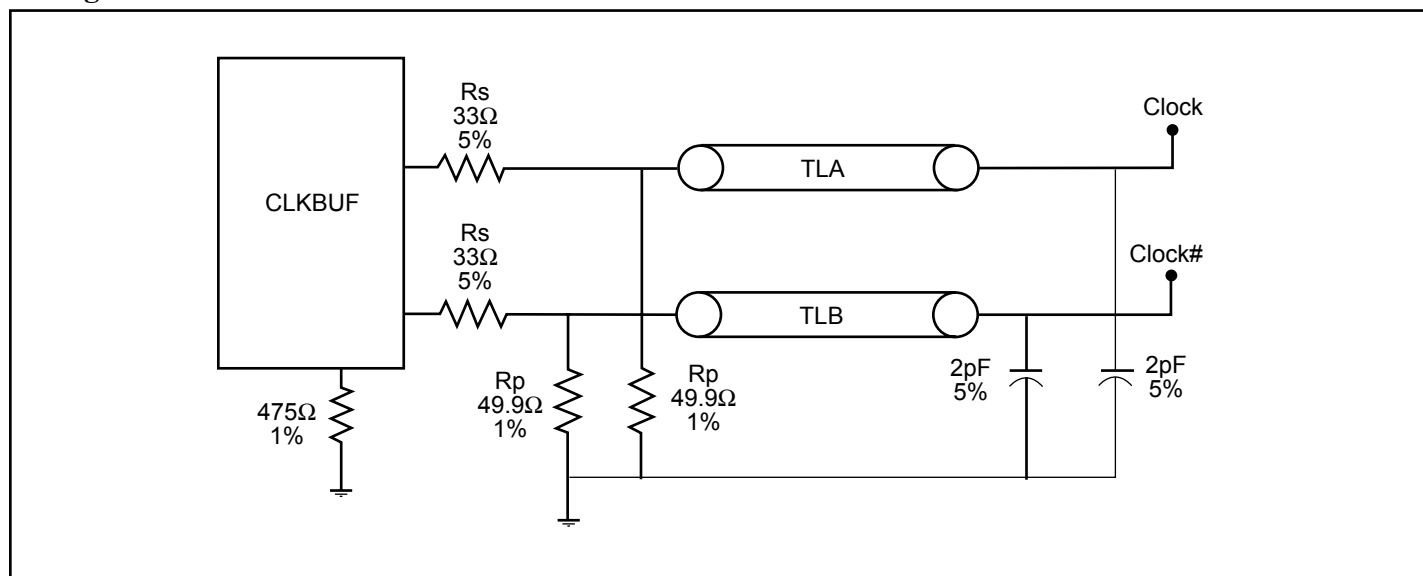 Rs
33Ω
5%
Clock
TLA
CLKBUF
Rs
33Ω
5%
Clock#
TLB
475Ω
1%
Rp
49.9Ω
1%
Rp
49.9Ω
1%
2pF
5%
2pF
5%